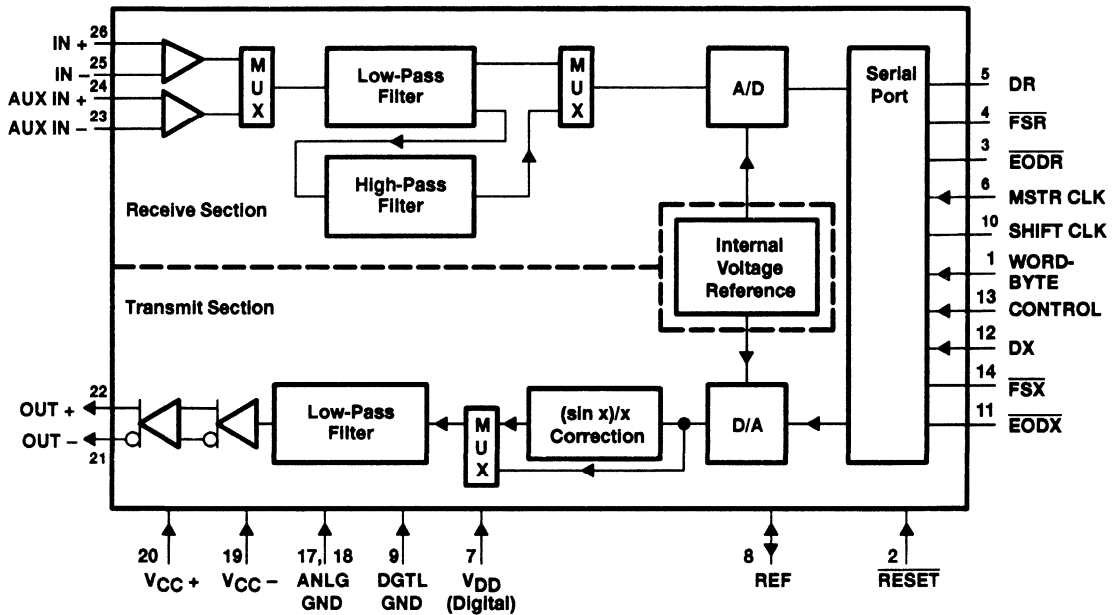 IN + 26
IN – 25
AUX IN + 24
AUX IN – 23
M
U
X
Low-Pass
Filter
High-Pass
Filter
M
U
X
A/D
Serial
Port
5 DR
4 FSR
3 EODR
6 MSTR CLK
10 SHIFT CLK
1 WORD-
BYTE
13 CONTROL
12 DX
14 FSX
11 EODX
Receive Section
Internal
Voltage
Reference
Transmit Section
OUT + 22
OUT – 21
Low-Pass
Filter
M
U
X
(sin x)/x
Correction
D/A
20
VCC +
19
VCC –
17, 18
ANLG
GND
9
DGTL
GND
7
VDD
(Digital)
8
REF
2
RESET